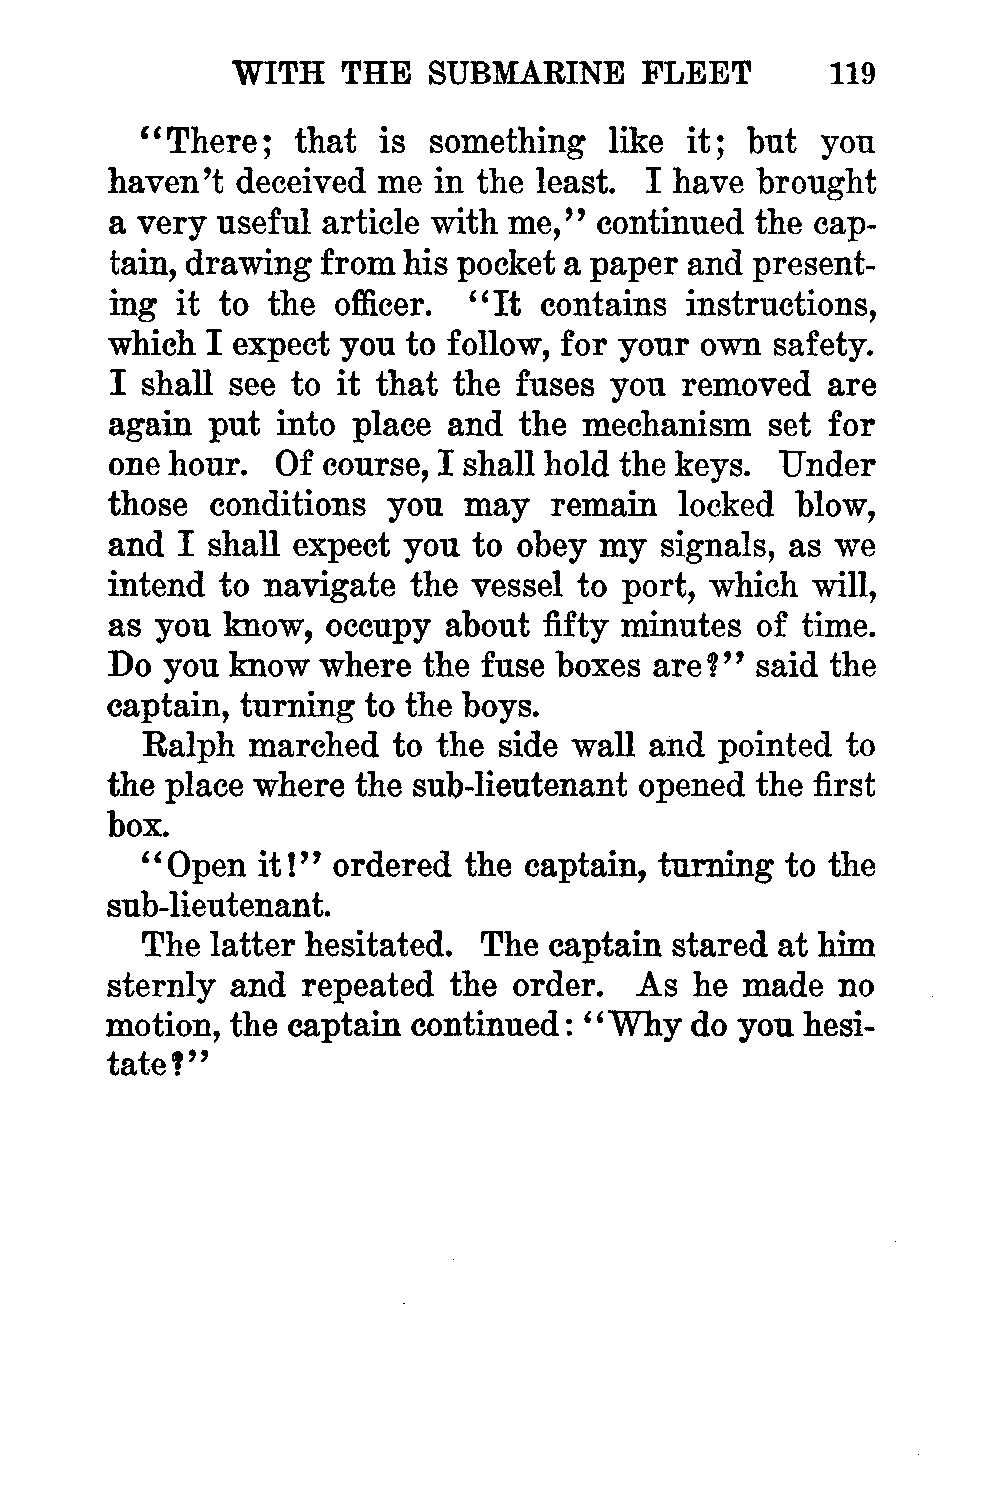 WITH THE SUBMARINE FLEET 119
"There; that is something like it; but you
haven't deceived me in the least. I have brought
a very useful article with me," continued the cap-
tain, drawing from his pocket a paper and present-
ing it to the officer. "It contains instructions,
which I expect you to follow, for your own safety.
I shall see to it that the fuses you removed are
again put into place and the mechanism set for
one hour. Of course, I shall hold the keys. Under
those conditions you may remain locked blow,
and I shall expect you to obey my signals, as we
intend to navigate the vessel to port, which will,
as you know, occupy about fifty minutes of time.
Do you know where the fuse boxes are?" said the
captain, turning to the boys.
Ralph marched to the side wall and pointed to
the place where the sub-lieutenant opened the first
box.
"Open it!" ordered the captain, turning to the
sub-lieutenant.
The latter hesitated. The captain stared at him
sternly and repeated the order. As he made no
motion, the captain continued: "Why do you hesi-
tate?"